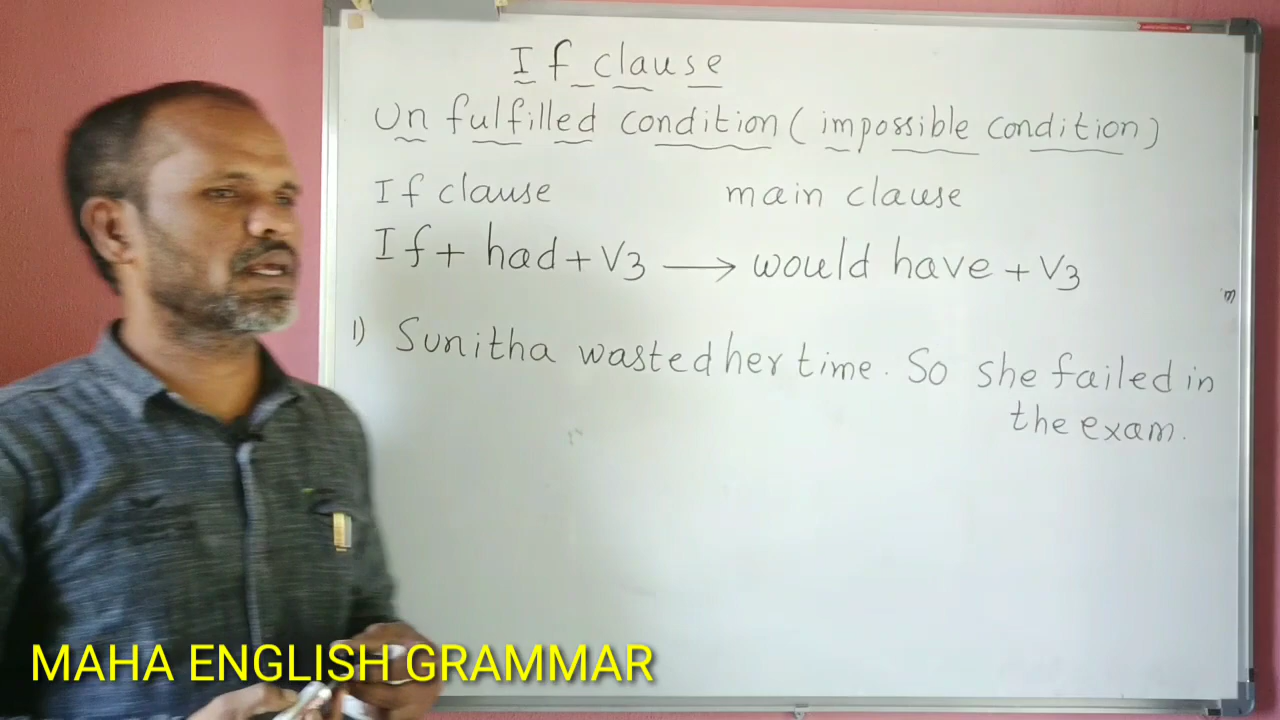 If clause
Un fulfilled condition ( impossible condition )
If clause main clause
If + had + V3 → would have + V3
1) Sunitha wasted her time. So she failed in
the exam.
MAHA ENGLISH GRAMMAR